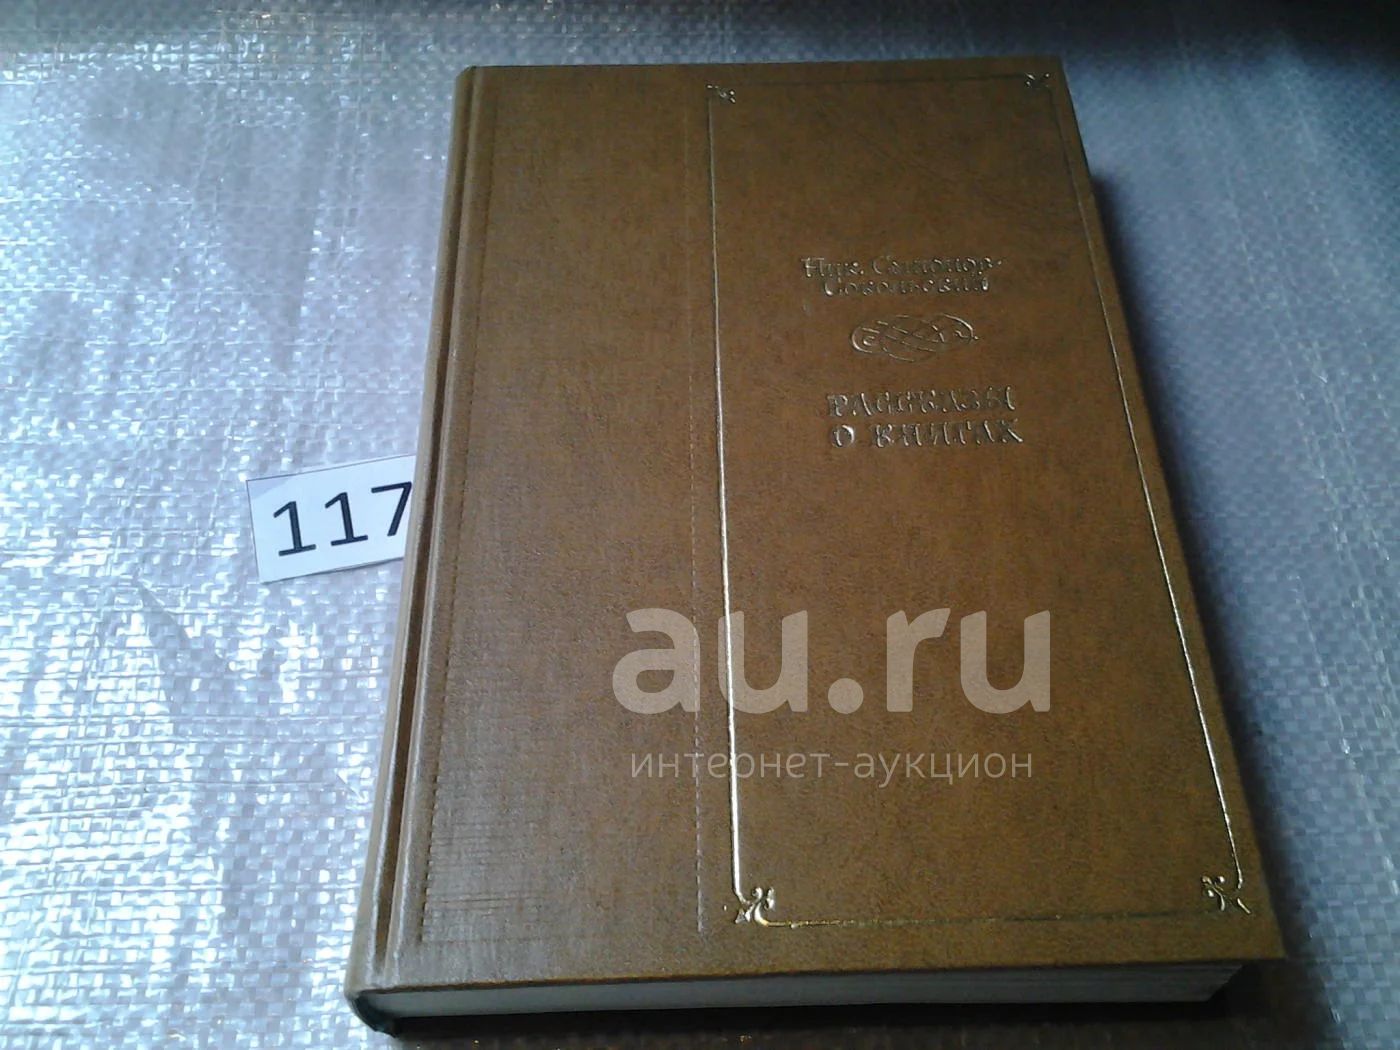 Ник. Смирнов-
Сокольский
РАССКАЗЫ
О КНИГАХ
117
au.ru
интернет-аукцион